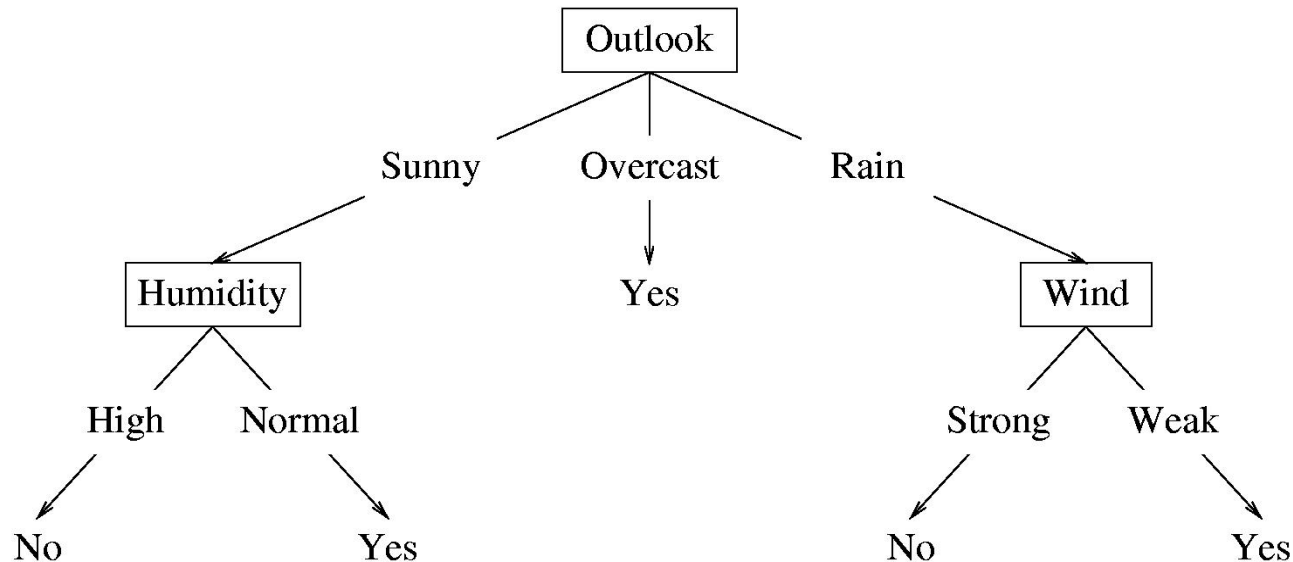 Outlook
Sunny Overcast Rain
Humidity Yes Wind
High Normal Strong Weak
No Yes No Yes